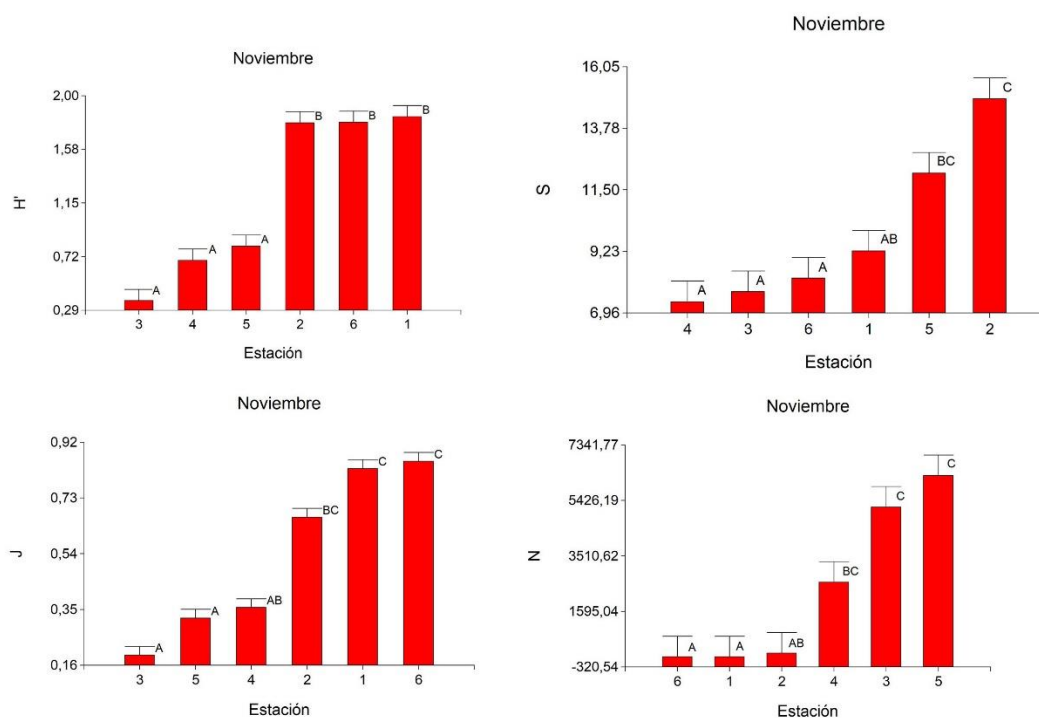 Noviembre
2,00
1,58
1,15
0,72
0,29
H'
A
A
A
B
B
B
3 4 5 2 6 1
Estación
Noviembre
16,05
13,78
11,50
9,23
6,96
S
A
A
A
AB
BC
C
4 3 6 1 5 2
Estación
Noviembre
0,92
0,73
0,54
0,35
0,16
J
A
A
AB
BC
C
C
3 5 4 2 1 6
Estación
Noviembre
7341,77
5426,19
3510,62
1595,04
-320,54
N
A
A
AB
BC
C
C
6 1 2 4 3 5
Estación